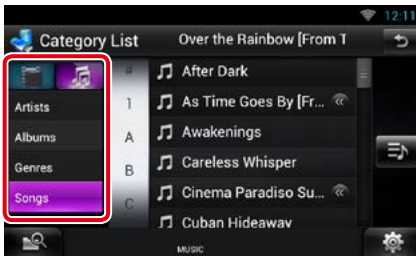 12:11
Category List
Over the Rainbow [From T
Artists
Albums
Genres
Songs
#
1
A
B
C
After Dark
As Time Goes By [Fr...
Awakenings
Careless Whisper
Cinema Paradiso Su...
Cuban Hideaway
MUSIC